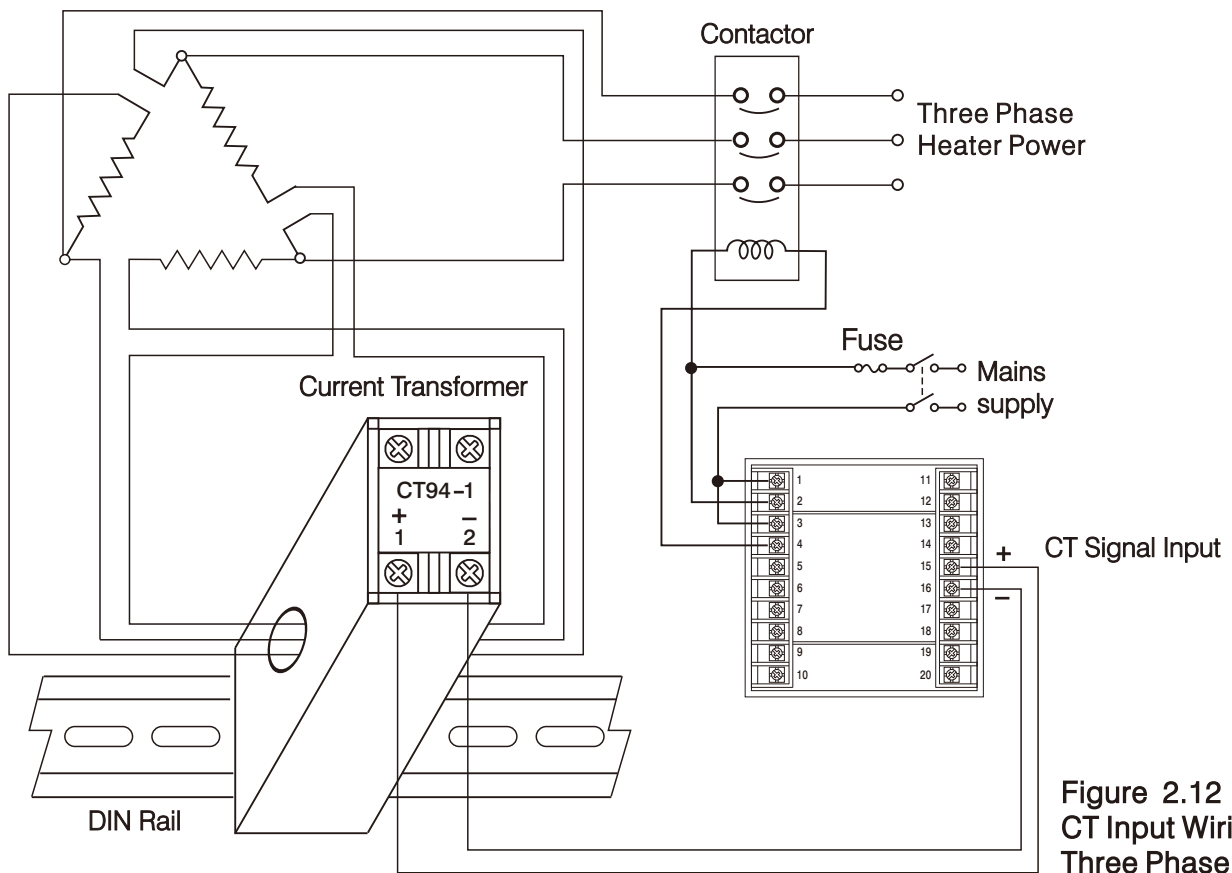 Contactor
Three Phase
Heater Power
Fuse
Mains
supply
Current Transformer
CT94-1
+ −
1 2
1 11
2 12
3 13
4 14
5 15
6 16
7 17
8 18
9 19
10 20
+ CT Signal Input
−
DIN Rail
Figure 2.12
CT Input Wiri
Three Phase